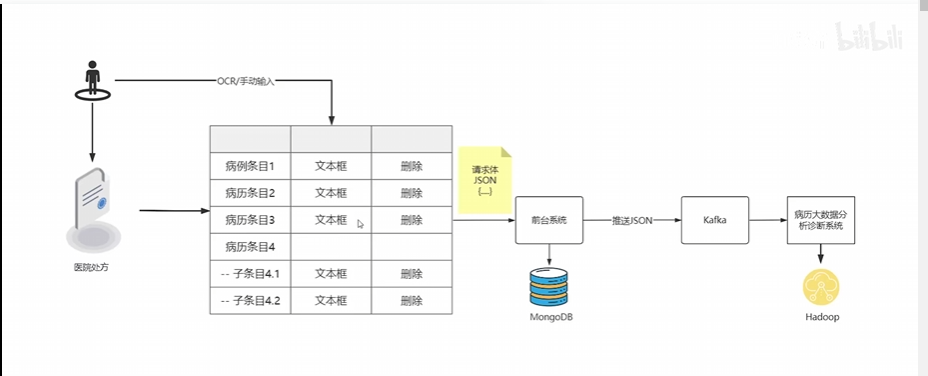 bilibili
OCR/手动输入
医院处方
病例条目1 文本框 删除
病历条目2 文本框 删除
病历条目3 文本框 删除
病历条目4
-- 子条目4.1 文本框 删除
-- 子条目4.2 文本框 删除
请求体
JSON
{....}
前台系统
推送JSON
Kafka
病历大数据分
析诊断系统
MongoDB
Hadoop